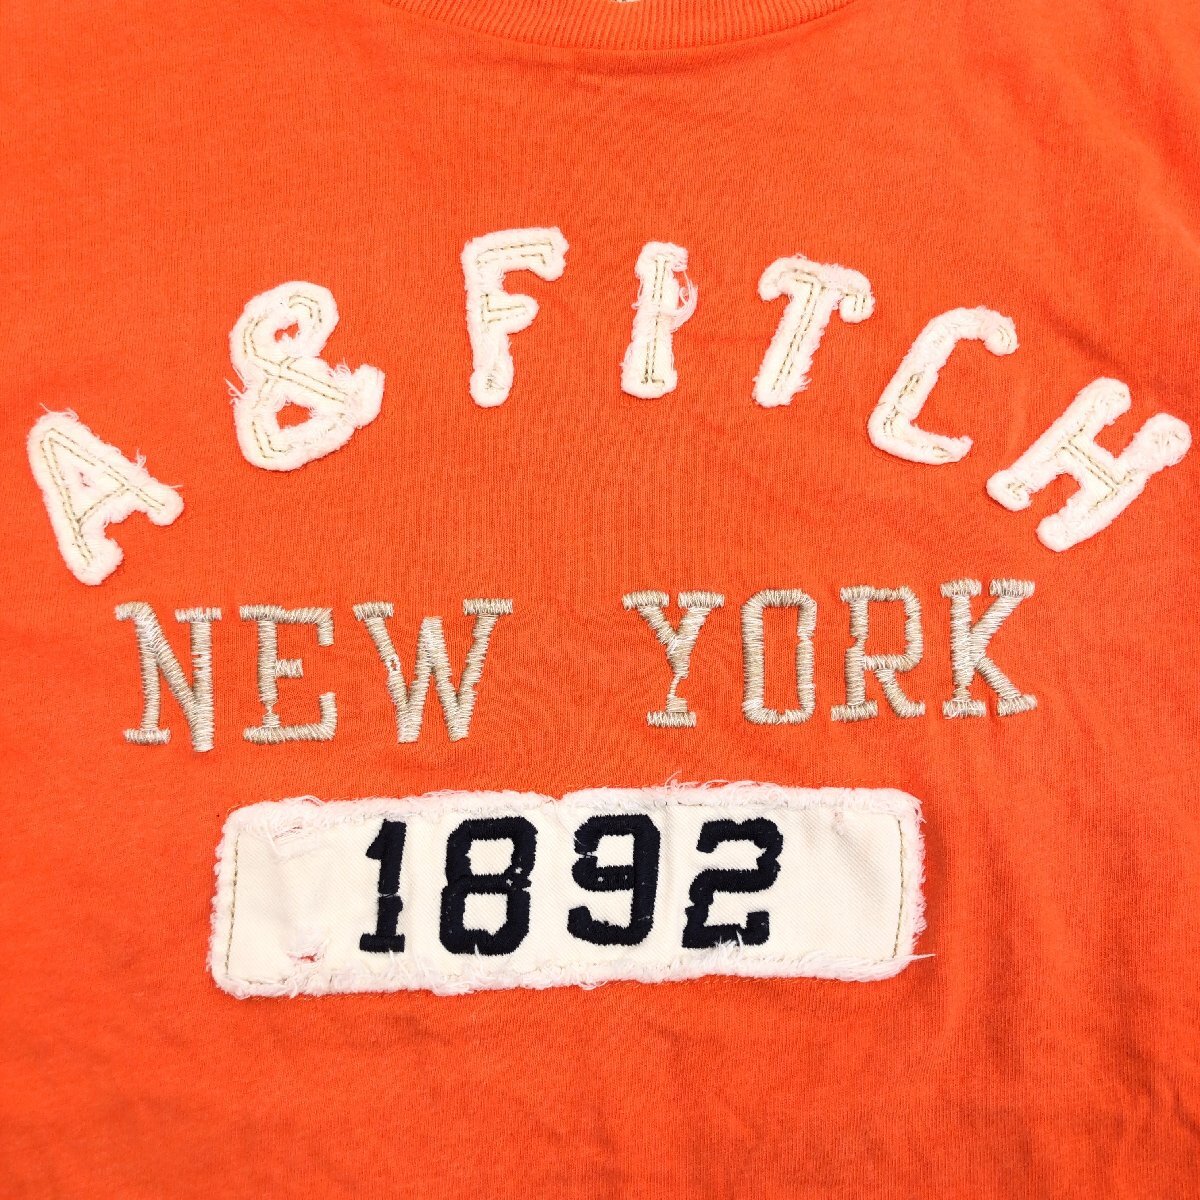 A & FITCH
NEW YORK
1892